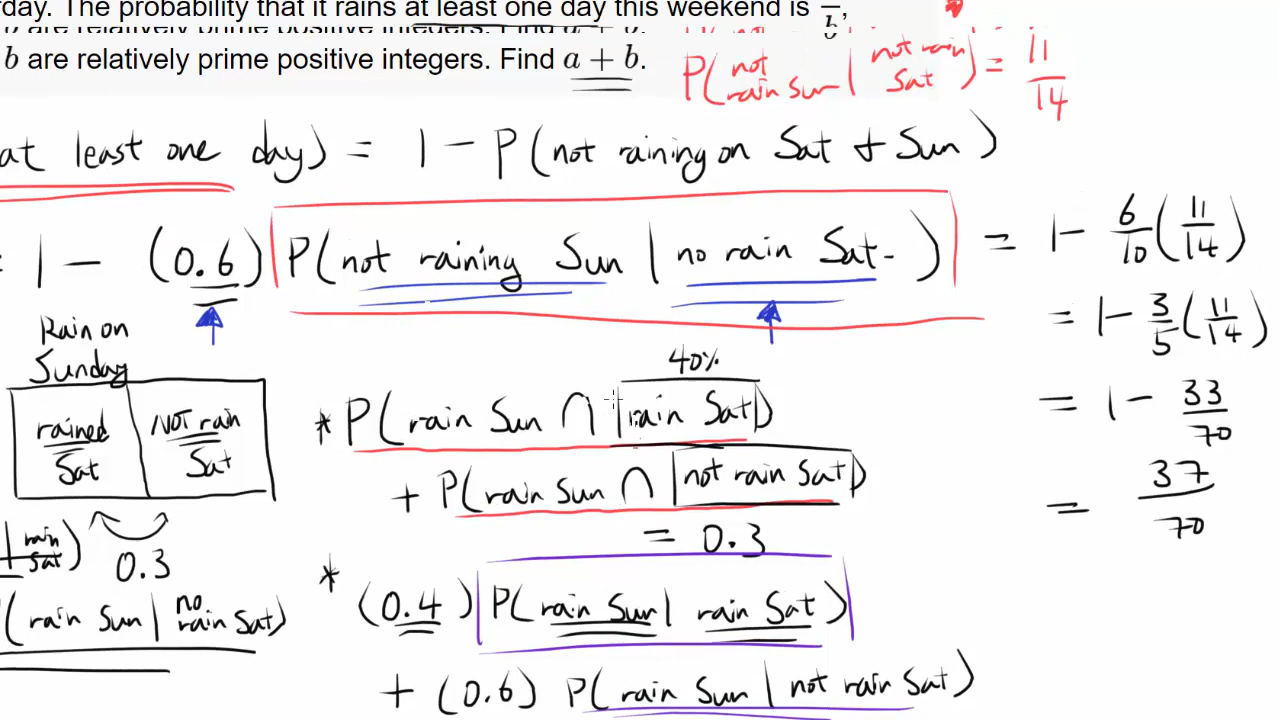 rday. The probability that it rains at least one day this weekend is
b are relatively prime positive integers. Find a + b.
P(not rain Sun | not rain Sat) = 11/14
at least one day) = 1 - P(not raining on Sat + Sun)
= 1 - (0.6) P(not raining Sun | no rain Sat.) = 1 - 6/10 (11/14)
= 1 - 3/5 (11/14)
= 1 - 33/70
= 37/70
Rain on
Sunday
rained Sat
NOT rain Sat
0.3
rain Sat)
(rain Sun | no rain Sat)
40%
* P(rain Sun ∩ rain Sat)
+ P(rain Sun ∩ not rain Sat)
= 0.3
* (0.4) P(rain Sun | rain Sat)
+ (0.6) P(rain Sun | not rain Sat)